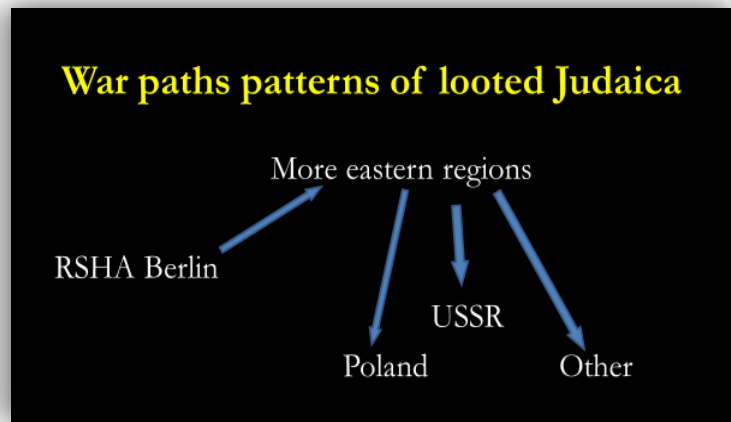 War paths patterns of looted Judaica
More eastern regions
RSHA Berlin
USSR
Poland
Other